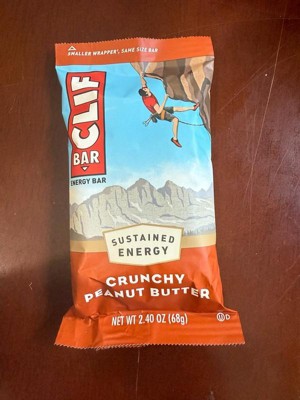 SMALLER WRAPPER, SAME SIZE BAR
CLIF
BAR
ENERGY BAR
SUSTAINED
ENERGY
CRUNCHY
PEANUT BUTTER
NET WT 2.40 OZ (68g)
U D